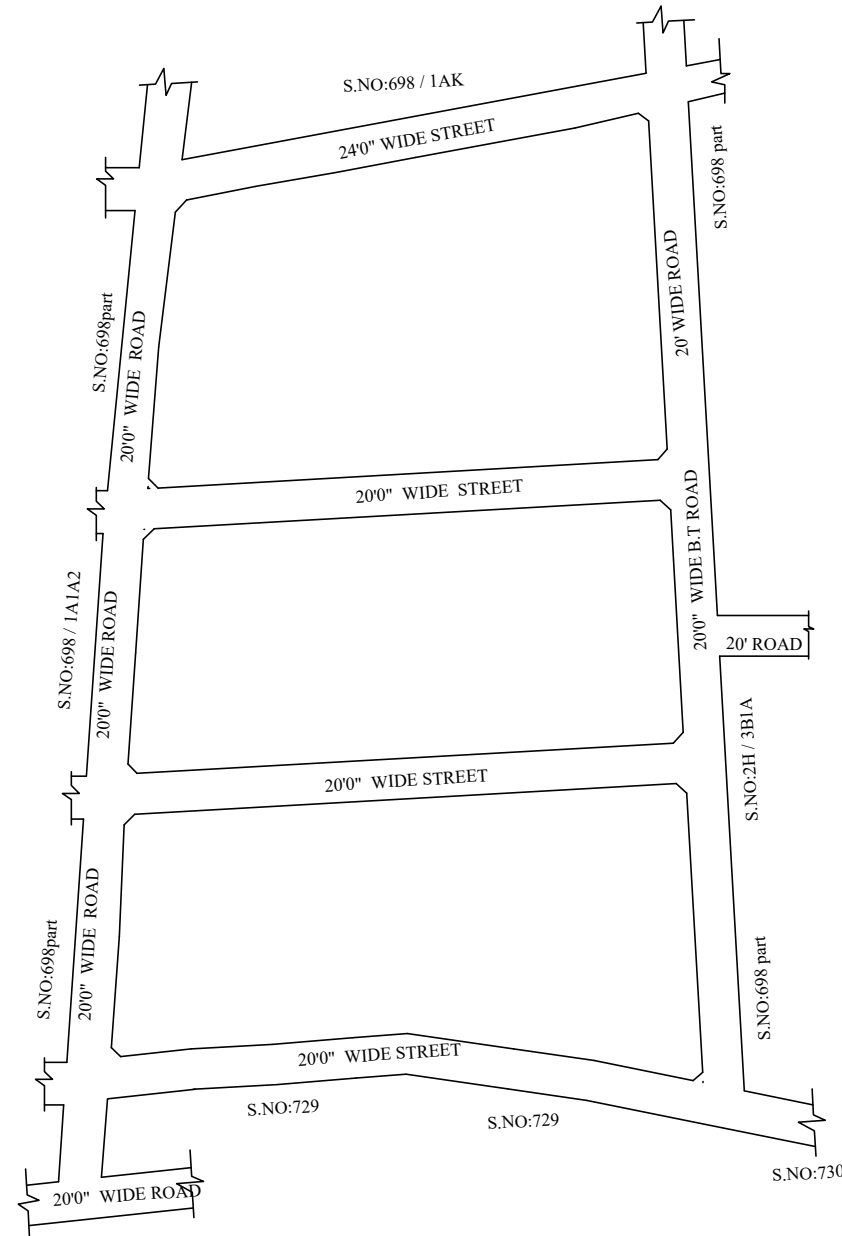 S.NO:698 / 1AK
24'0" WIDE STREET
S.NO:698 part
20' WIDE ROAD
S.NO:698part
20'0" WIDE ROAD
20'0" WIDE STREET
20'0" WIDE B.T ROAD
S.NO:698 / 1A1A2
20'0" WIDE ROAD
20' ROAD
S.NO:2H / 3B1A
20'0" WIDE STREET
S.NO:698part
20'0" WIDE ROAD
S.NO:698 part
20'0" WIDE STREET
S.NO:729
S.NO:729
S.NO:730
20'0" WIDE ROAD